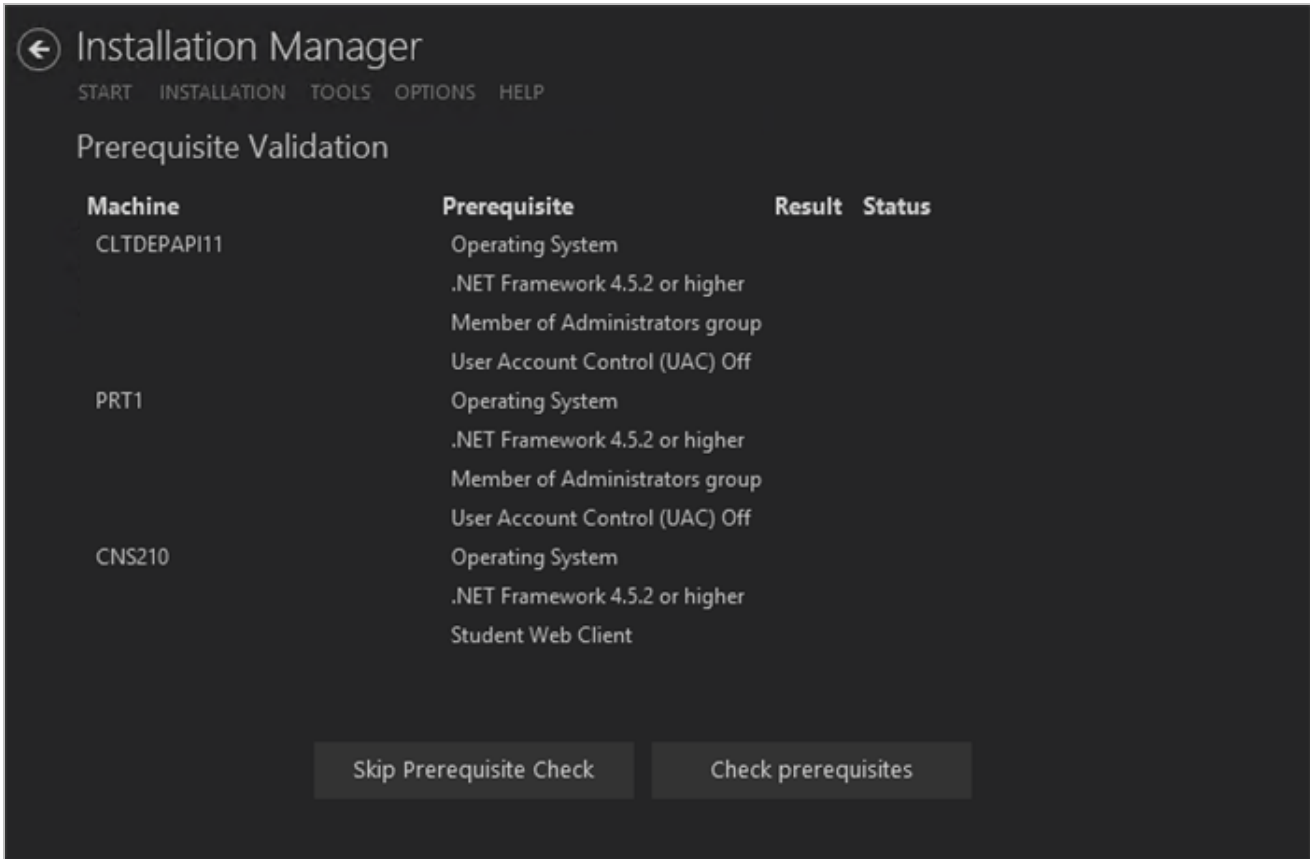 Installation Manager
START INSTALLATION TOOLS OPTIONS HELP
Prerequisite Validation
Machine Prerequisite Result Status
CLTDEPAPI11 Operating System
.NET Framework 4.5.2 or higher
Member of Administrators group
User Account Control (UAC) Off
PRT1 Operating System
.NET Framework 4.5.2 or higher
Member of Administrators group
User Account Control (UAC) Off
CNS210 Operating System
.NET Framework 4.5.2 or higher
Student Web Client
Skip Prerequisite Check Check prerequisites